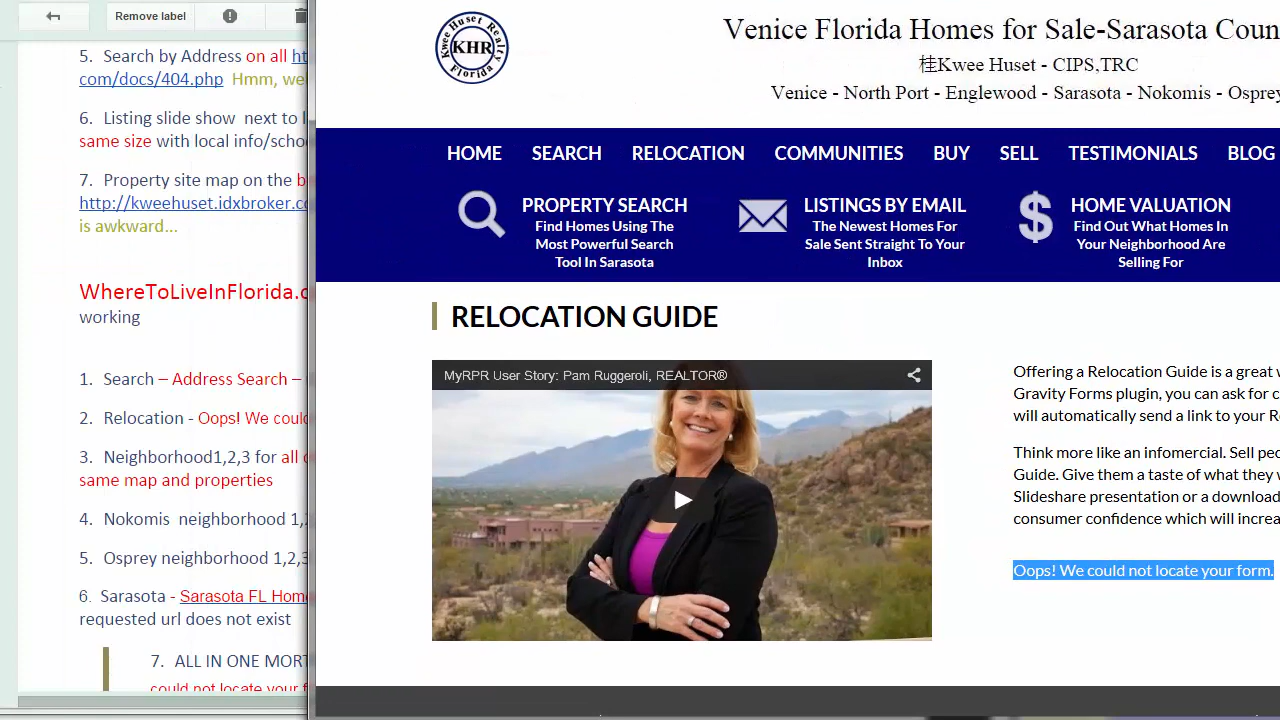 Remove label
5. Search by Address on all ht
com/docs/404.php Hmm, we
6. Listing slide show next to l
same size with local info/scho
7. Property site map on the b
http://kweehuset.idxbroker.co
is awkward...
WhereToLiveInFlorida.c
working
1. Search – Address Search –
2. Relocation - Oops! We could
3. Neighborhood1,2,3 for all c
same map and properties
4. Nokomis neighborhood 1,2
5. Osprey neighborhood 1,2,3
6. Sarasota - Sarasota FL Home
requested url does not exist
7. ALL IN ONE MORT
could not locate your f
Kwee Huset Realty
KHR
Florida
Venice Florida Homes for Sale-Sarasota Coun
桂Kwee Huset - CIPS,TRC
Venice - North Port - Englewood - Sarasota - Nokomis - Osprey
HOME SEARCH RELOCATION COMMUNITIES BUY SELL TESTIMONIALS BLOG
PROPERTY SEARCH
Find Homes Using The
Most Powerful Search
Tool In Sarasota
LISTINGS BY EMAIL
The Newest Homes For
Sale Sent Straight To Your
Inbox
$
HOME VALUATION
Find Out What Homes In
Your Neighborhood Are
Selling For
RELOCATION GUIDE
MyRPR User Story: Pam Ruggeroli, REALTOR®
Offering a Relocation Guide is a great w
Gravity Forms plugin, you can ask for c
will automatically send a link to your R
Think more like an infomercial. Sell peo
Guide. Give them a taste of what they w
Slideshare presentation or a download
consumer confidence which will increa
Oops! We could not locate your form.